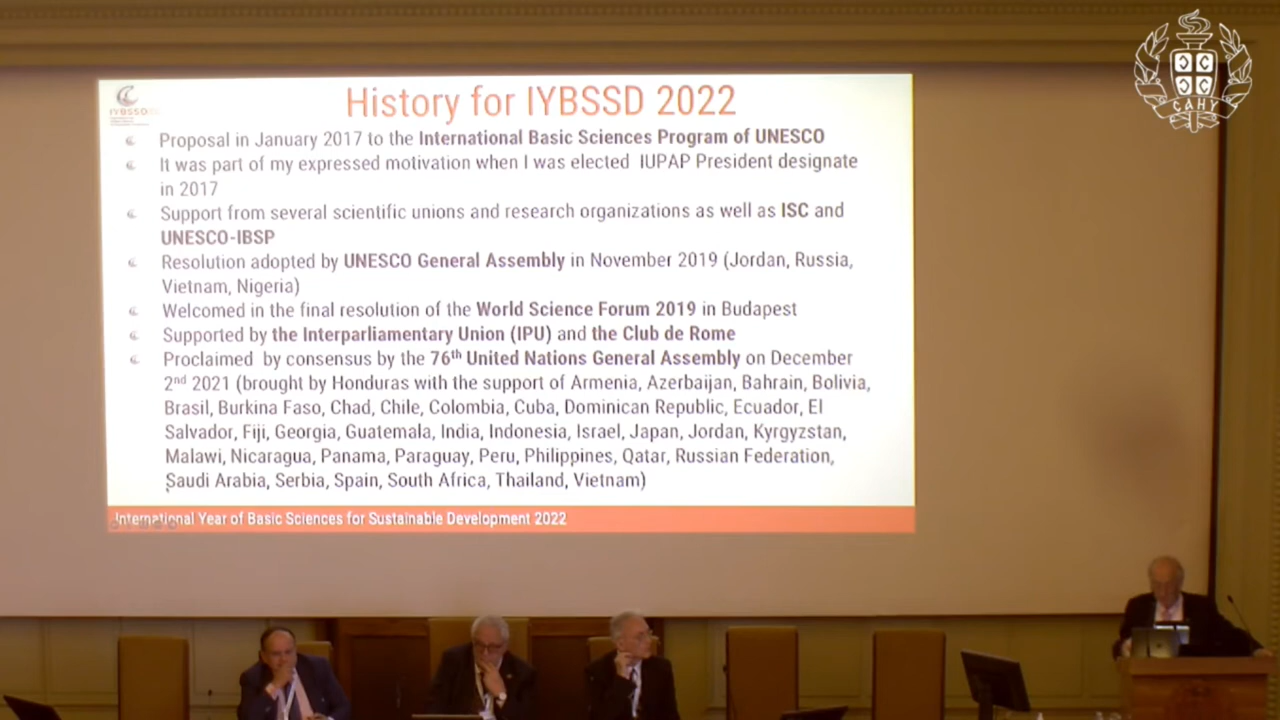 САНУ
IYBSSD
History for IYBSSD 2022
Proposal in January 2017 to the International Basic Sciences Program of UNESCO
It was part of my expressed motivation when I was elected IUPAP President designate
in 2017
Support from several scientific unions and research organizations as well as ISC and
UNESCO-IBSP
Resolution adopted by UNESCO General Assembly in November 2019 (Jordan, Russia,
Vietnam, Nigeria)
Welcomed in the final resolution of the World Science Forum 2019 in Budapest
Supported by the Interparliamentary Union (IPU) and the Club de Rome
Proclaimed by consensus by the 76th United Nations General Assembly on December
2nd 2021 (brought by Honduras with the support of Armenia, Azerbaijan, Bahrain, Bolivia,
Brasil, Burkina Faso, Chad, Chile, Colombia, Cuba, Dominican Republic, Ecuador, El
Salvador, Fiji, Georgia, Guatemala, India, Indonesia, Israel, Japan, Jordan, Kyrgyzstan,
Malawi, Nicaragua, Panama, Paraguay, Peru, Philippines, Qatar, Russian Federation,
Saudi Arabia, Serbia, Spain, South Africa, Thailand, Vietnam)
International Year of Basic Sciences for Sustainable Development 2022